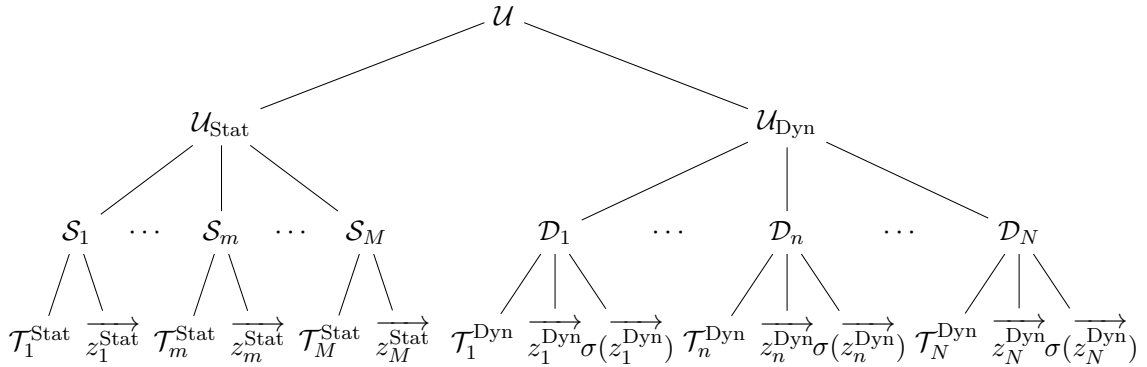 𝒰
𝒰_Stat 𝒰_Dyn
𝒮_1 ⋯ 𝒮_m ⋯ 𝒮_M 𝒟_1 ⋯ 𝒟_n ⋯ 𝒟_N
𝒯_1^Stat \overrightarrow{z_1^Stat} 𝒯_m^Stat \overrightarrow{z_m^Stat} 𝒯_M^Stat \overrightarrow{z_M^Stat} 𝒯_1^Dyn \overrightarrow{z_1^Dyn} σ(\overrightarrow{z_1^Dyn}) 𝒯_n^Dyn \overrightarrow{z_n^Dyn} σ(\overrightarrow{z_n^Dyn}) 𝒯_N^Dyn \overrightarrow{z_N^Dyn} σ(\overrightarrow{z_N^Dyn})